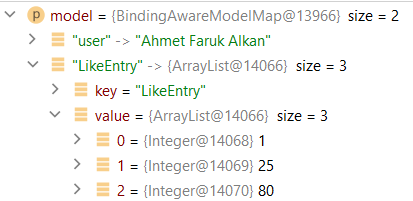 p model = {BindingAwareModelMap@13966} size = 2
"user" -> "Ahmet Faruk Alkan"
"LikeEntry" -> {ArrayList@14066} size = 3
key = "LikeEntry"
value = {ArrayList@14066} size = 3
0 = {Integer@14068} 1
1 = {Integer@14069} 25
2 = {Integer@14070} 80